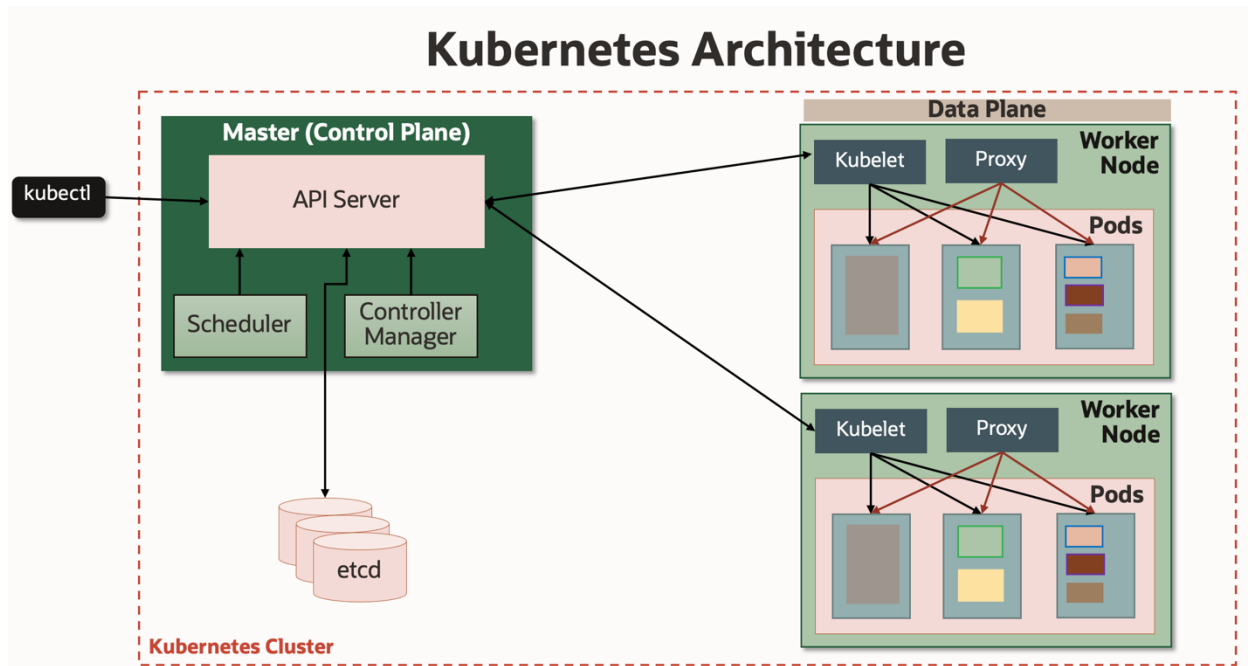 Kubernetes Architecture
Data Plane
Master (Control Plane)
API Server
kubectl
Scheduler
Controller
Manager
etcd
Kubernetes Cluster
Worker
Node
Kubelet
Proxy
Pods
Worker
Node
Kubelet
Proxy
Pods